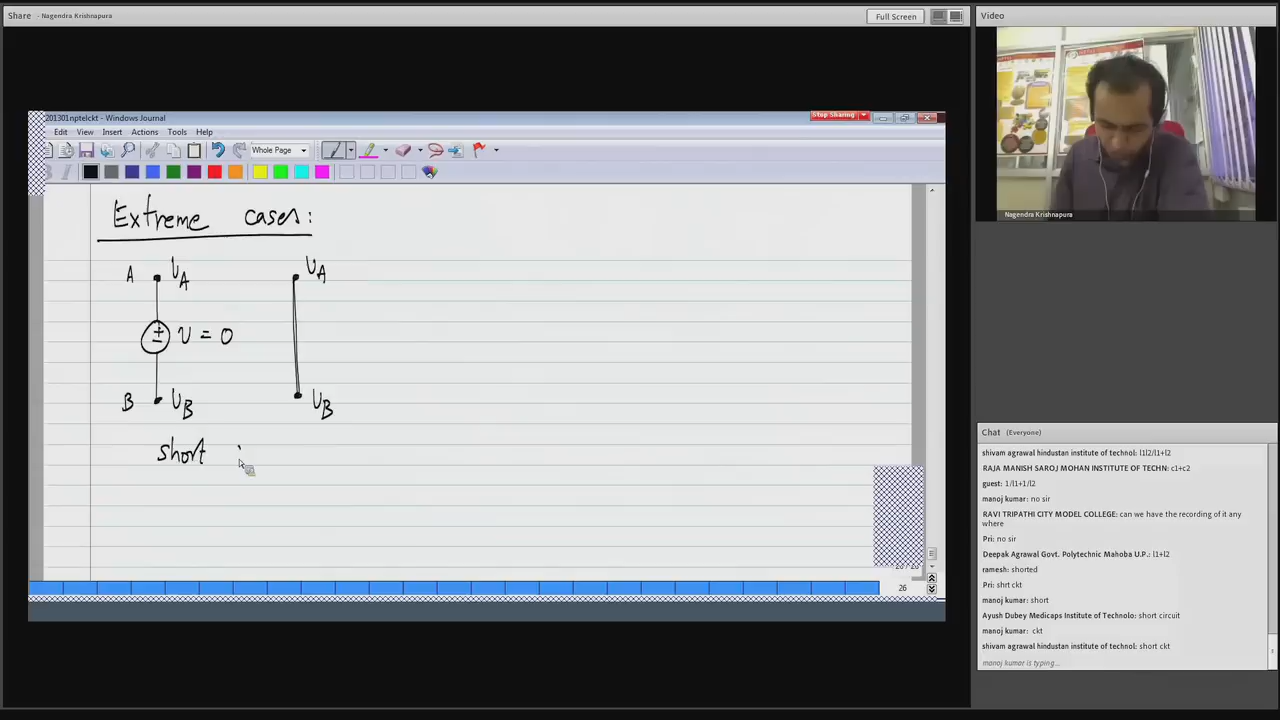 Share - Nagendra Krishnapura
Full Screen
Video
Nagendra Krishnapura
201301nptelckt - Windows Journal
Stop Sharing
Edit View Insert Actions Tools Help
Whole Page
Extreme cases:
A VA VA
+
- V = 0
B VB VB
short
26
Chat (Everyone)
shivam agrawal hindustan institute of technol: l1l2/l1+l2
RAJA MANISH SAROJ MOHAN INSTITUTE OF TECHN: c1+c2
guest: 1/l1+1/l2
manoj kumar: no sir
RAVI TRIPATHI CITY MODEL COLLEGE: can we have the recording of it any
where
Pri: no sir
Deepak Agrawal Govt. Polytechnic Mahoba U.P.: l1+l2
ramesh: shorted
Pri: shrt ckt
manoj kumar: short
Ayush Dubey Medicaps Institute of Technolo: short circuit
manoj kumar: ckt
shivam agrawal hindustan institute of technol: short ckt
manoj kumar is typing...